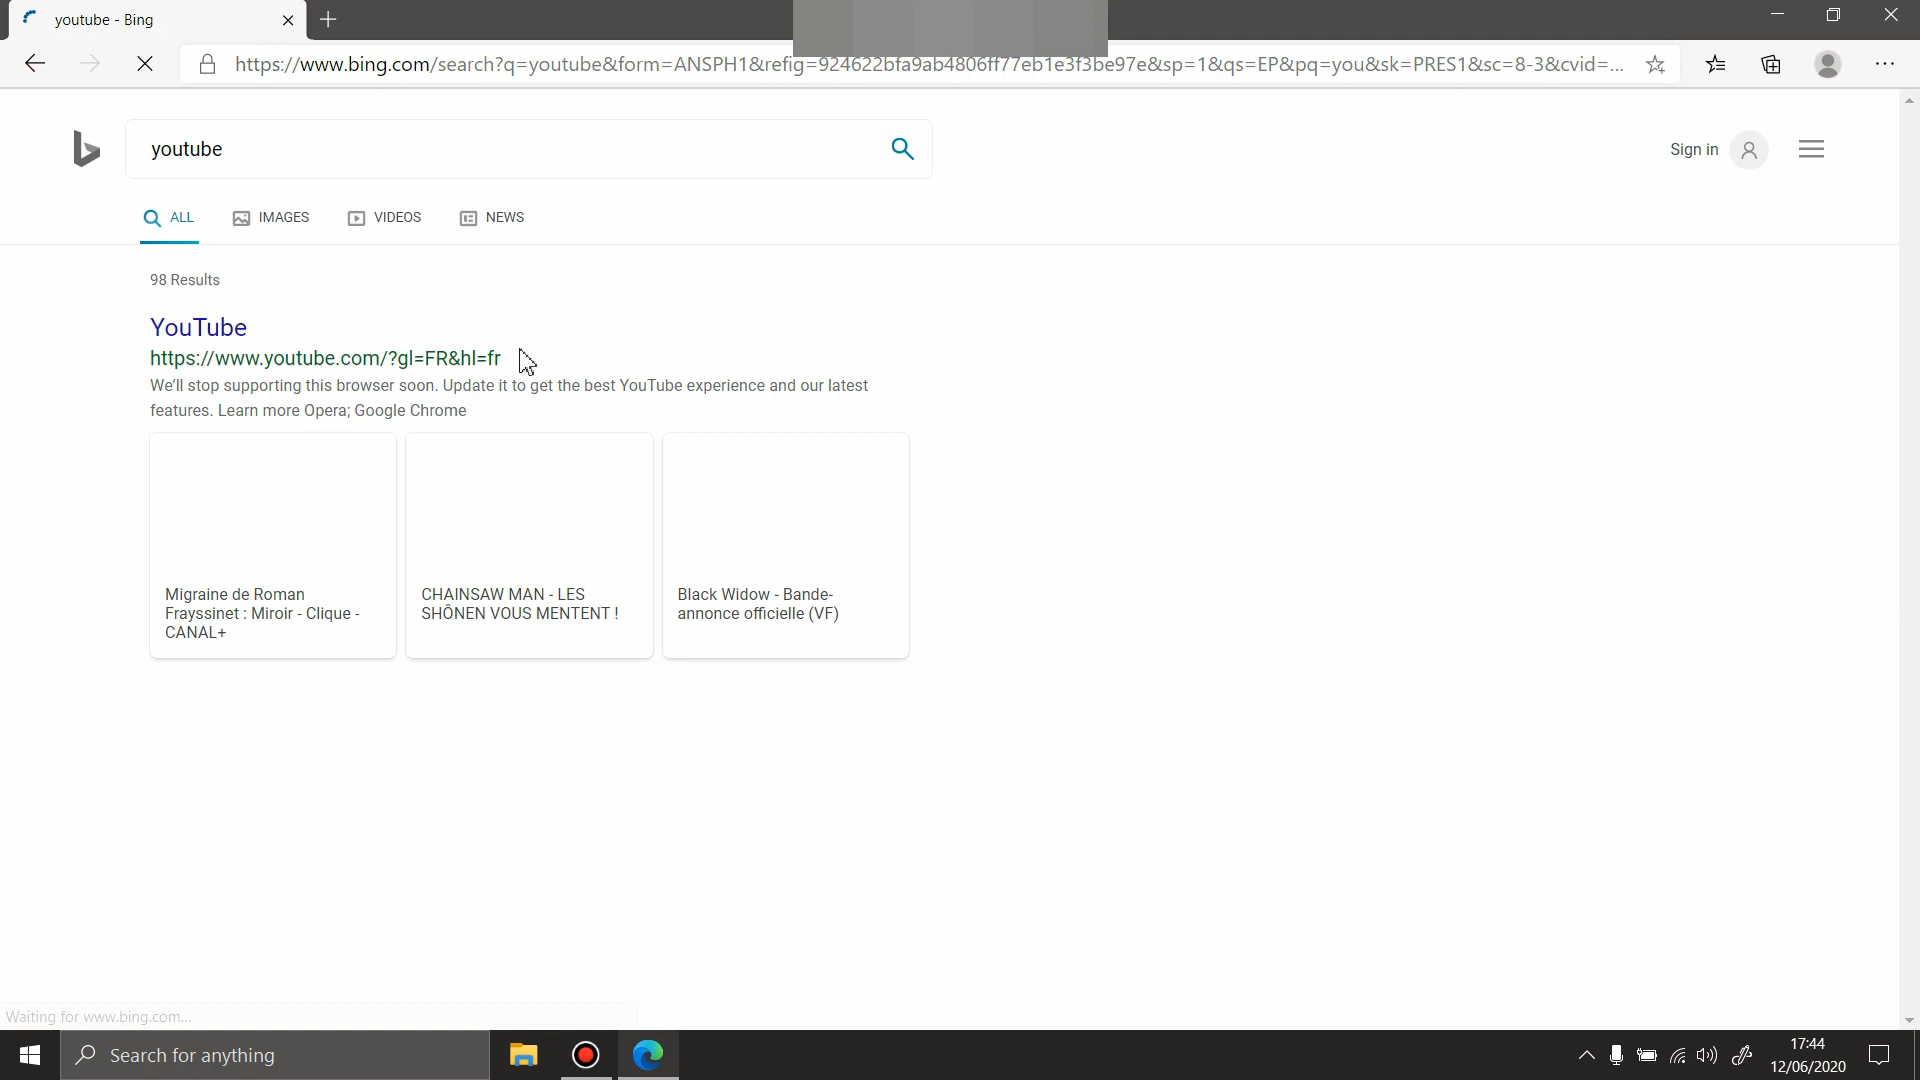 youtube - Bing
https://www.bing.com/search?q=youtube&form=ANSPH1&refig=924622bfa9ab4806ff77eb1e3f3be97e&sp=1&qs=EP&pq=you&sk=PRES1&sc=8-3&cvid=...
youtube
Sign in
ALL IMAGES VIDEOS NEWS
98 Results
YouTube
https://www.youtube.com/?gl=FR&hl=fr
We'll stop supporting this browser soon. Update it to get the best YouTube experience and our latest
features. Learn more Opera; Google Chrome
Migraine de Roman
Frayssinet : Miroir - Clique -
CANAL+
CHAINSAW MAN - LES
SHÔNEN VOUS MENTENT !
Black Widow - Bande-
annonce officielle (VF)
Waiting for www.bing.com...
Search for anything
17:44
12/06/2020